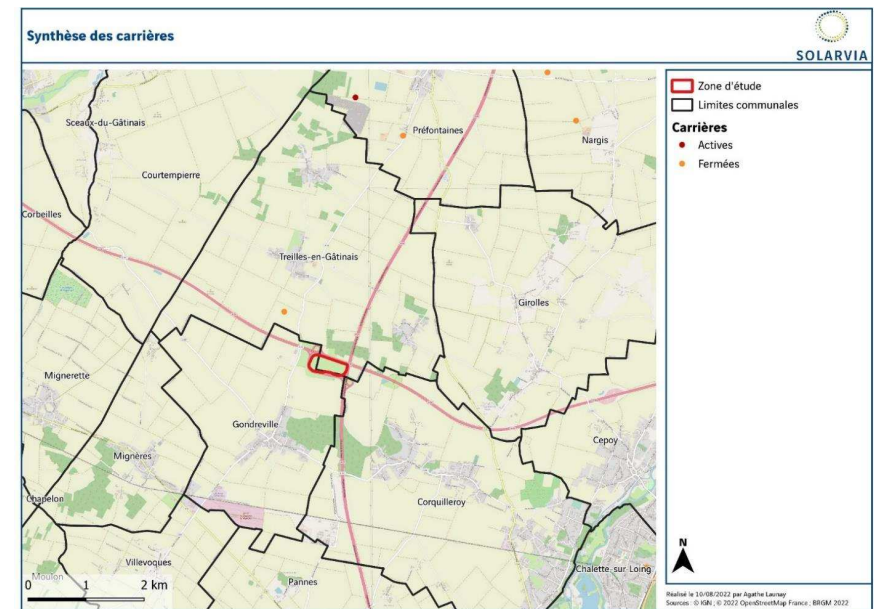 Synthèse des carrières
SOLARVIA
Zone d'étude
Limites communales
Carrières
Actives
Fermées
Sceaux-du-Gâtinais
Préfontaines
Nargis
Courtempierre
Corbeilles
Treilles-en-Gâtinais
Girolles
Mignerette
Gondreville
Cepoy
Mignères
Chapelon
Corquilleroy
Villevoques
Moulon
Pannes
Chalette-sur-Loing
0 1 2 km
N
Réalisé le 10/08/2022 par Agathe Launay
Sources : © IGN, © 2022 OpenStreetMap France, BRGM 2022